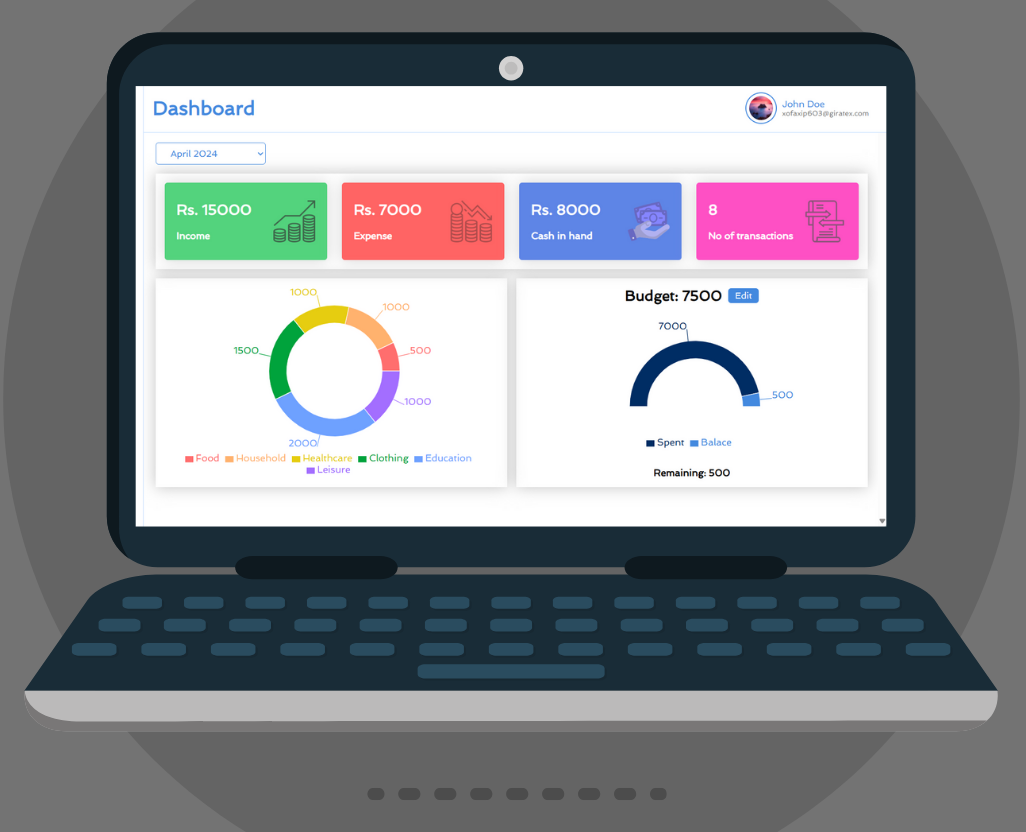 Dashboard
John Doe
xofaxip603@giratex.com
April 2024
Rs. 15000
Income
Rs. 7000
Expense
Rs. 8000
Cash in hand
8
No of transactions
1000
1000
1500
500
1000
2000
Food Household Healthcare Clothing Education
Leisure
Budget: 7500 Edit
7000
500
Spent Balace
Remaining: 500